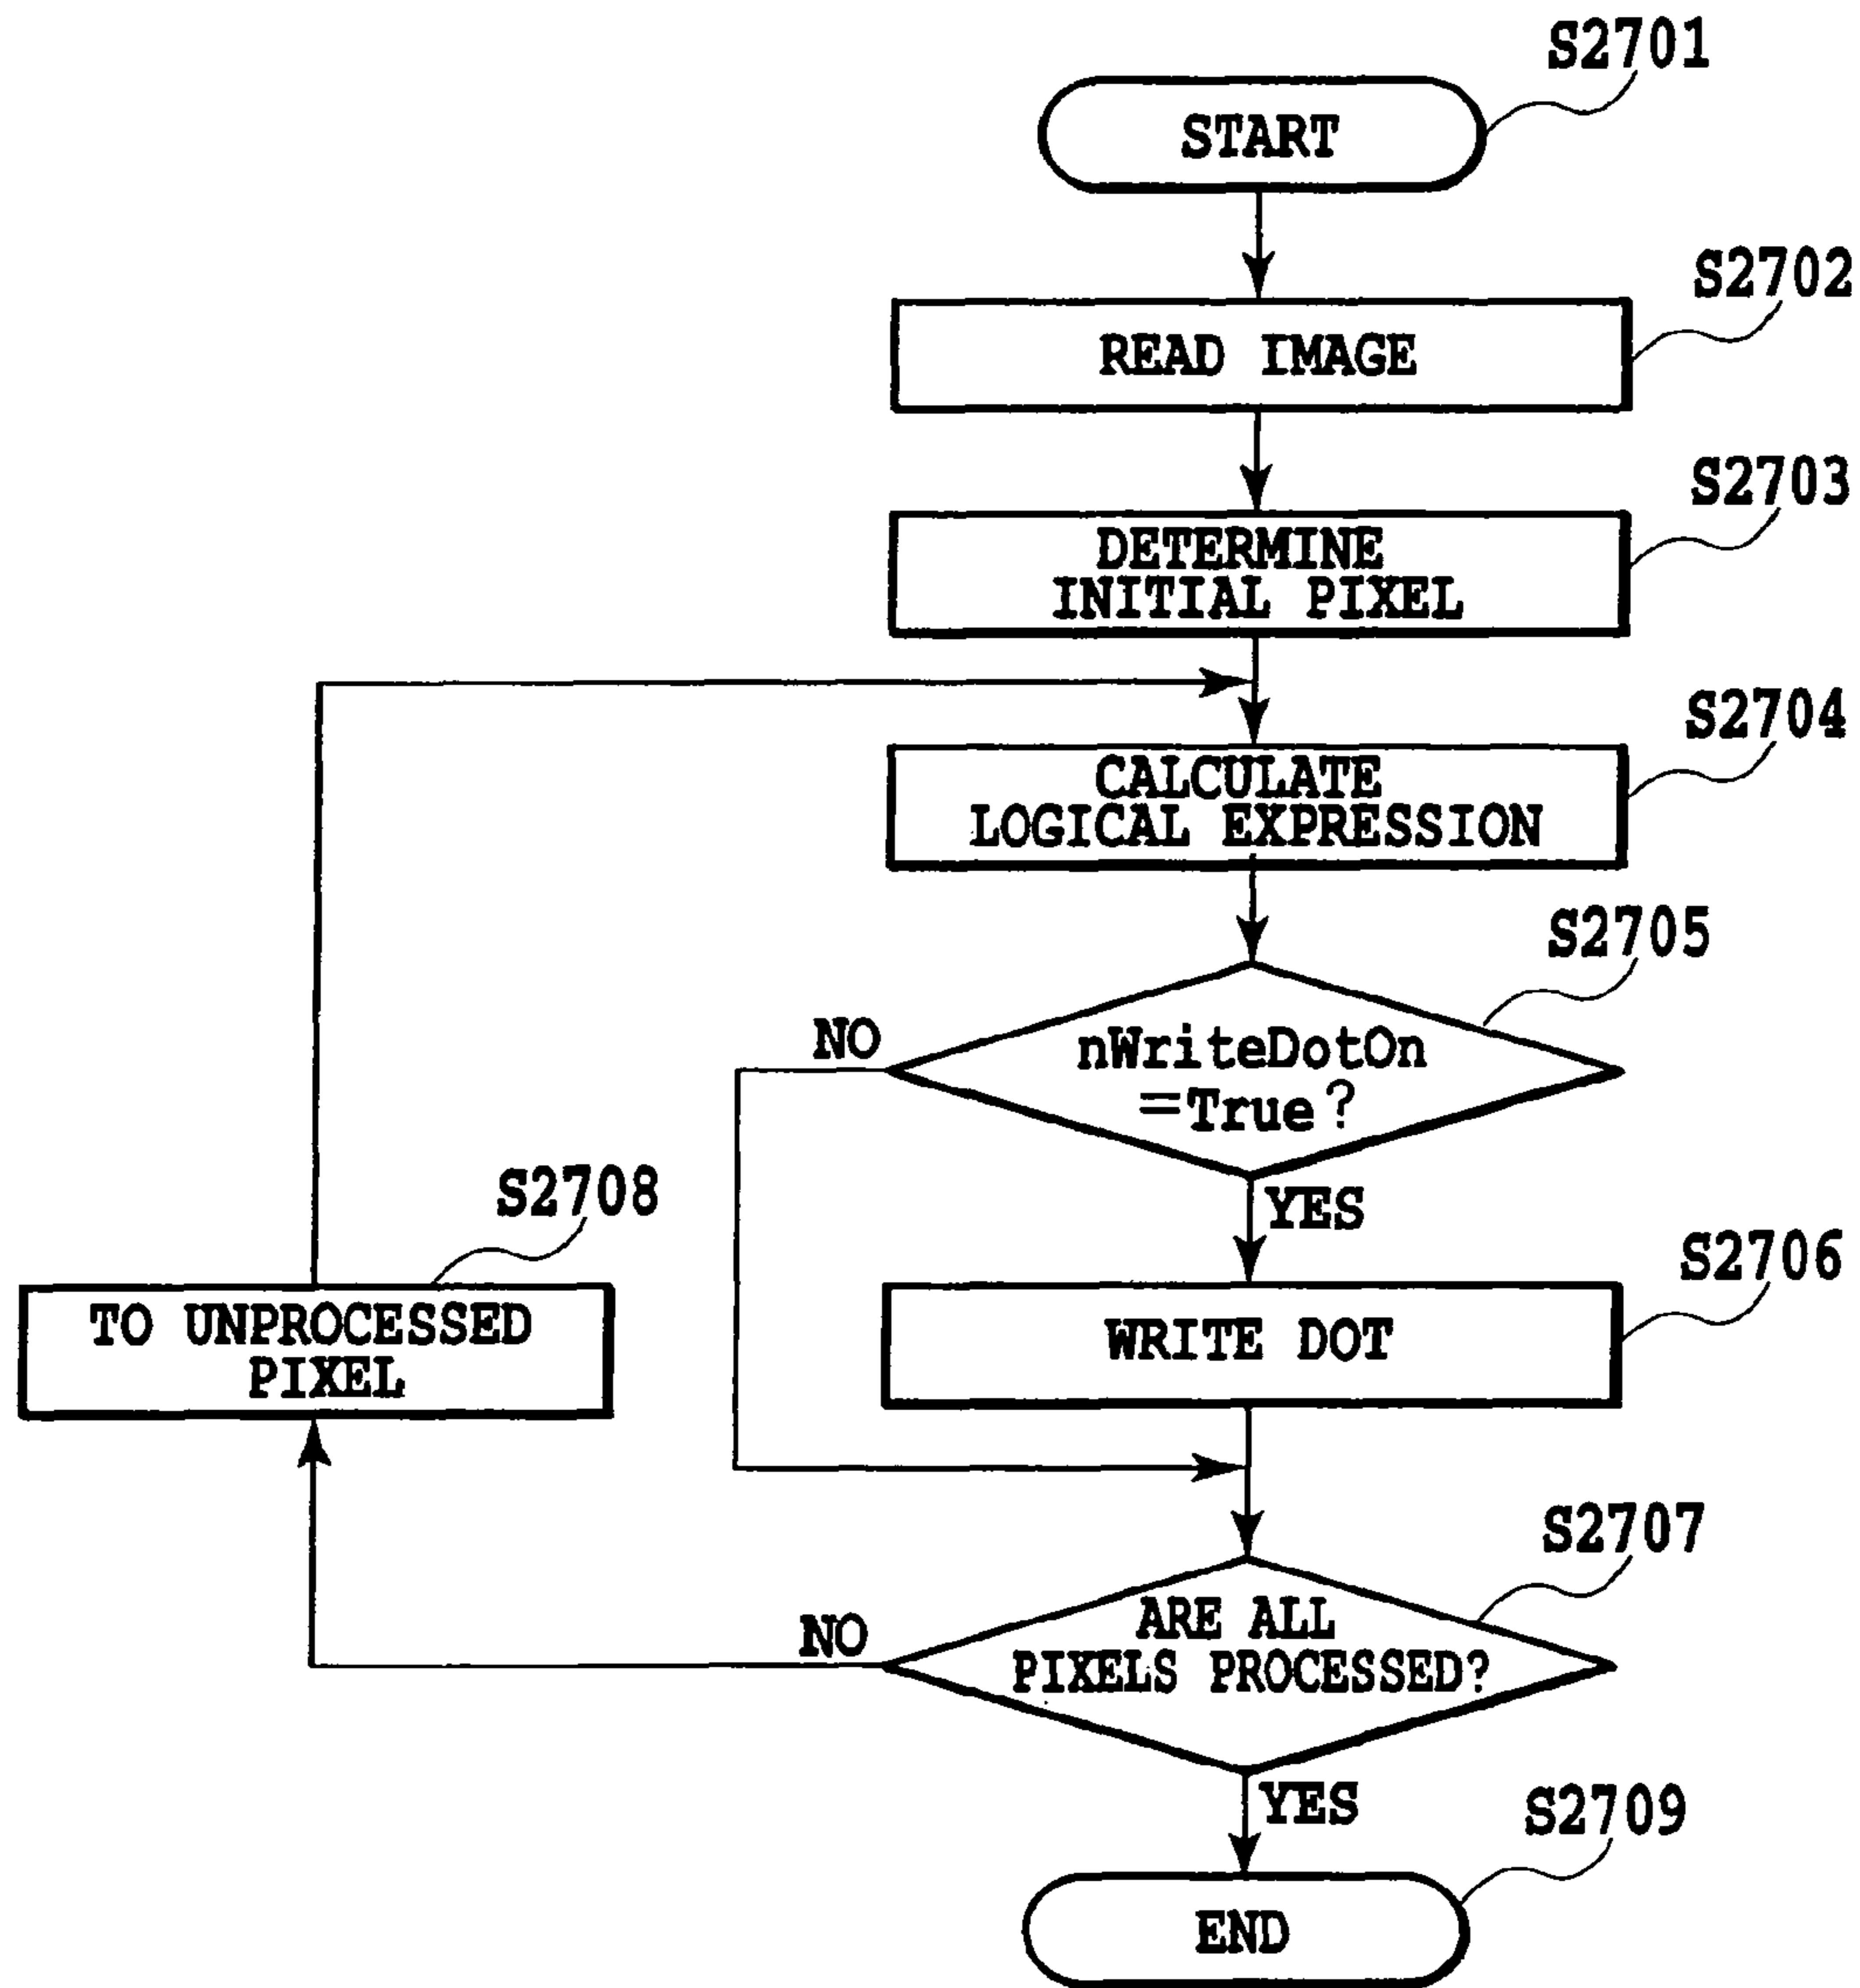 S2701
START
S2702
READ IMAGE
S2703
DETERMINE
INITIAL PIXEL
S2704
CALCULATE
LOGICAL EXPRESSION
S2705
NO
nWriteDotOn
=True?
YES
S2708
TO UNPROCESSED
PIXEL
S2706
WRITE DOT
S2707
NO
ARE ALL
PIXELS PROCESSED?
YES
S2709
END